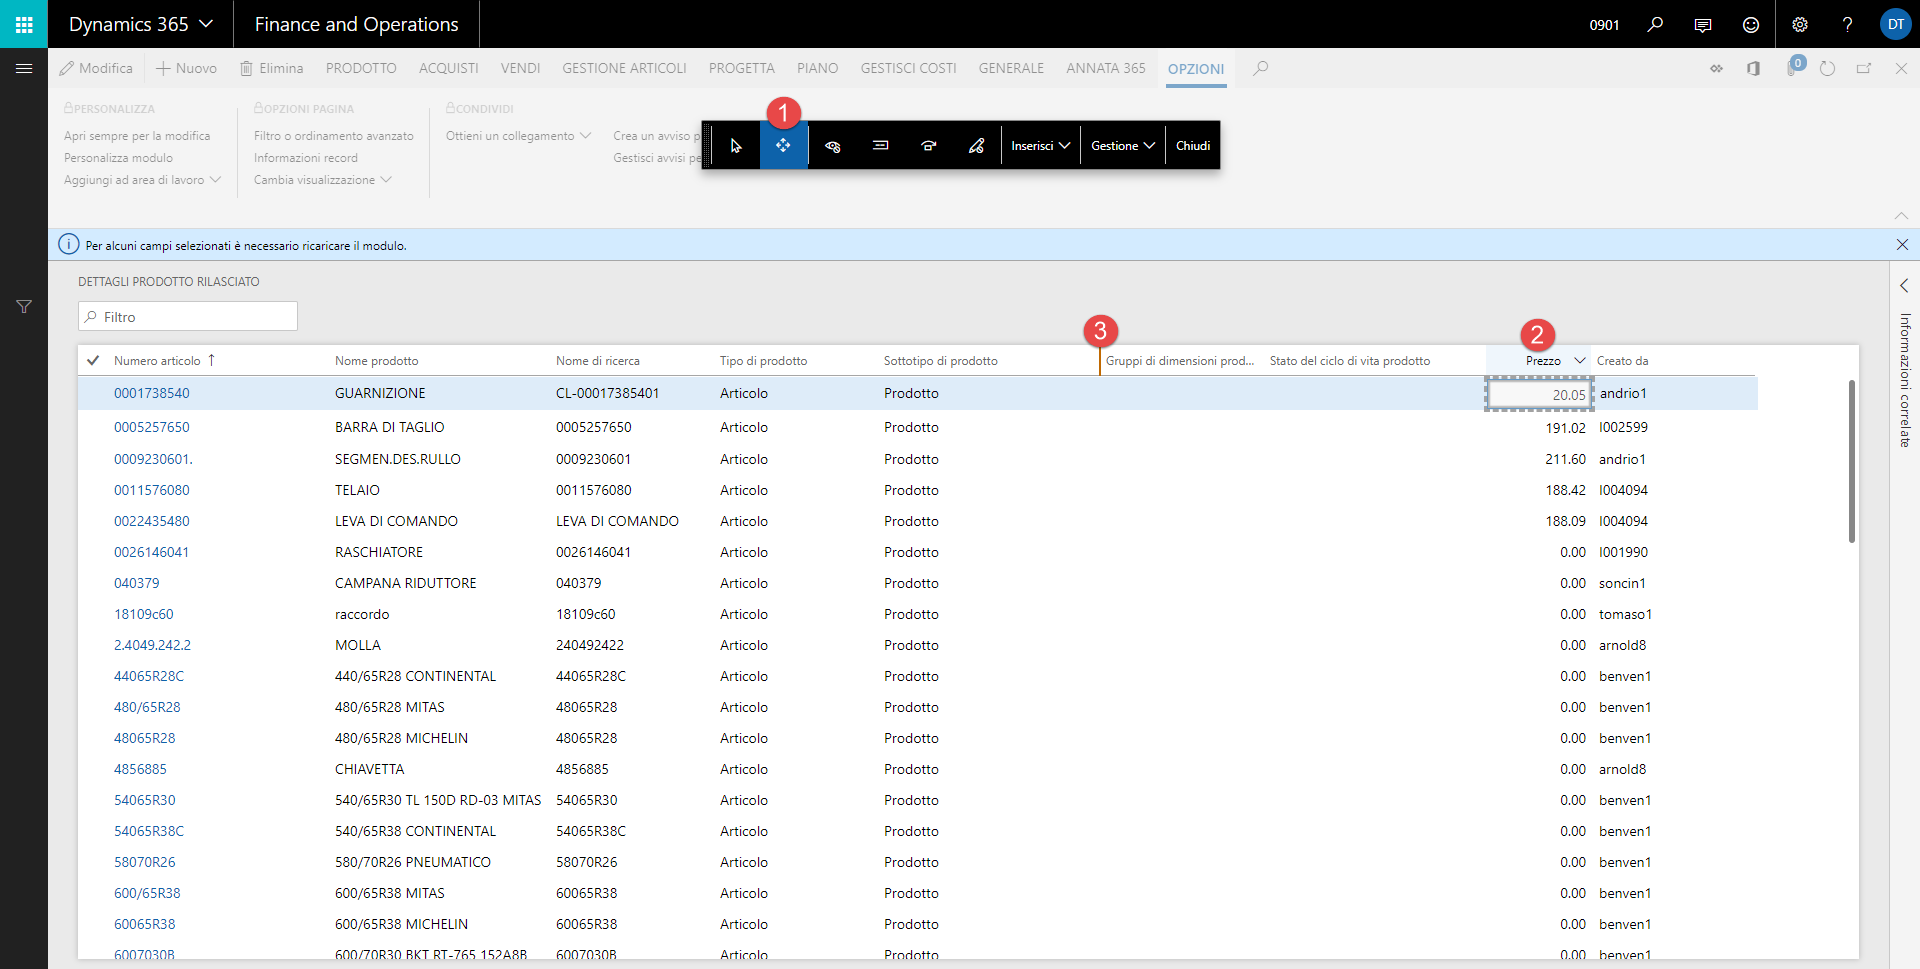 Dynamics 365 Finance and Operations 0901 ? DT
Modifica Nuovo Elimina PRODOTTO ACQUISTI VENDI GESTIONE ARTICOLI PROGETTA PIANO GESTISCI COSTI GENERALE ANNATA 365 OPZIONI 0
PERSONALIZZA OPZIONI PAGINA CONDIVIDI
1
Apri sempre per la modifica Filtro o ordinamento avanzato Ottieni un collegamento Crea un avviso p
Personalizza modulo Informazioni record Gestisci avvisi pe
Aggiungi ad area di lavoro Cambia visualizzazione
Inserisci Gestione Chiudi
Per alcuni campi selezionati è necessario ricaricare il modulo.
DETTAGLI PRODOTTO RILASCIATO
Filtro
Informazioni correlate
3 2
Numero articolo ↑ Nome prodotto Nome di ricerca Tipo di prodotto Sottotipo di prodotto Gruppi di dimensioni prod... Stato del ciclo di vita prodotto Prezzo Creato da
0001738540 GUARNIZIONE CL-00017385401 Articolo Prodotto 20.05 andrio1
0005257650 BARRA DI TAGLIO 0005257650 Articolo Prodotto 191.02 I002599
0009230601. SEGMEN.DES.RULLO 0009230601 Articolo Prodotto 211.60 andrio1
0011576080 TELAIO 0011576080 Articolo Prodotto 188.42 I004094
0022435480 LEVA DI COMANDO LEVA DI COMANDO Articolo Prodotto 188.09 I004094
0026146041 RASCHIATORE 0026146041 Articolo Prodotto 0.00 I001990
040379 CAMPANA RIDUTTORE 040379 Articolo Prodotto 0.00 soncin1
18109c60 raccordo 18109c60 Articolo Prodotto 0.00 tomaso1
2.4049.242.2 MOLLA 240492422 Articolo Prodotto 0.00 arnold8
44065R28C 440/65R28 CONTINENTAL 44065R28C Articolo Prodotto 0.00 benven1
480/65R28 480/65R28 MITAS 48065R28 Articolo Prodotto 0.00 benven1
48065R28 480/65R28 MICHELIN 48065R28 Articolo Prodotto 0.00 benven1
4856885 CHIAVETTA 4856885 Articolo Prodotto 0.00 arnold8
54065R30 540/65R30 TL 150D RD-03 MITAS 54065R30 Articolo Prodotto 0.00 benven1
54065R38C 540/65R38 CONTINENTAL 54065R38C Articolo Prodotto 0.00 benven1
58070R26 580/70R26 PNEUMATICO 58070R26 Articolo Prodotto 0.00 benven1
600/65R38 600/65R38 MITAS 60065R38 Articolo Prodotto 0.00 benven1
60065R38 600/65R38 MICHELIN 60065R38 Articolo Prodotto 0.00 benven1
6007030B 600/70R30 BKT RT-765 152A8B 6007030B Articolo Prodotto 0.00 benven1